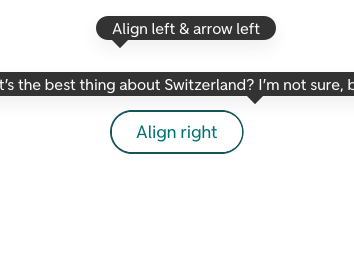 Align left & arrow left
t's the best thing about Switzerland? I'm not sure, b
Align right